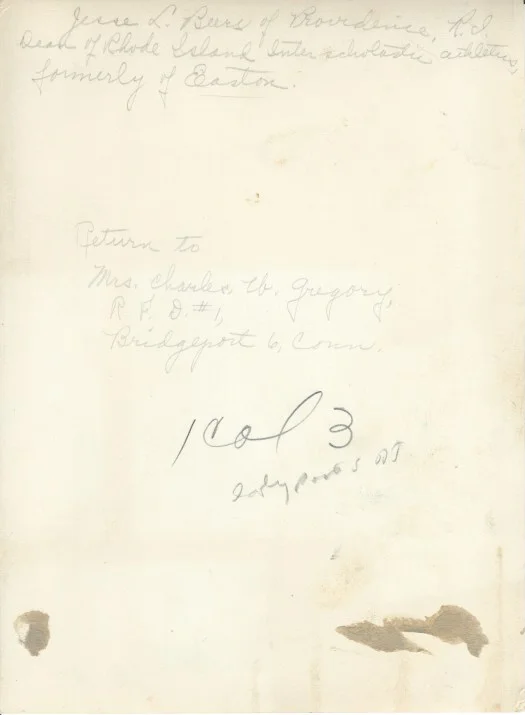 Jesse L. Beers of Providence, R.I.
Dean of Rhode Island Interscholastic athletics,
formerly of Easton.
Return to
Mrs. Charles W. Gregory,
R. F. D. #1,
Bridgeport 6, Conn.
1 col 3